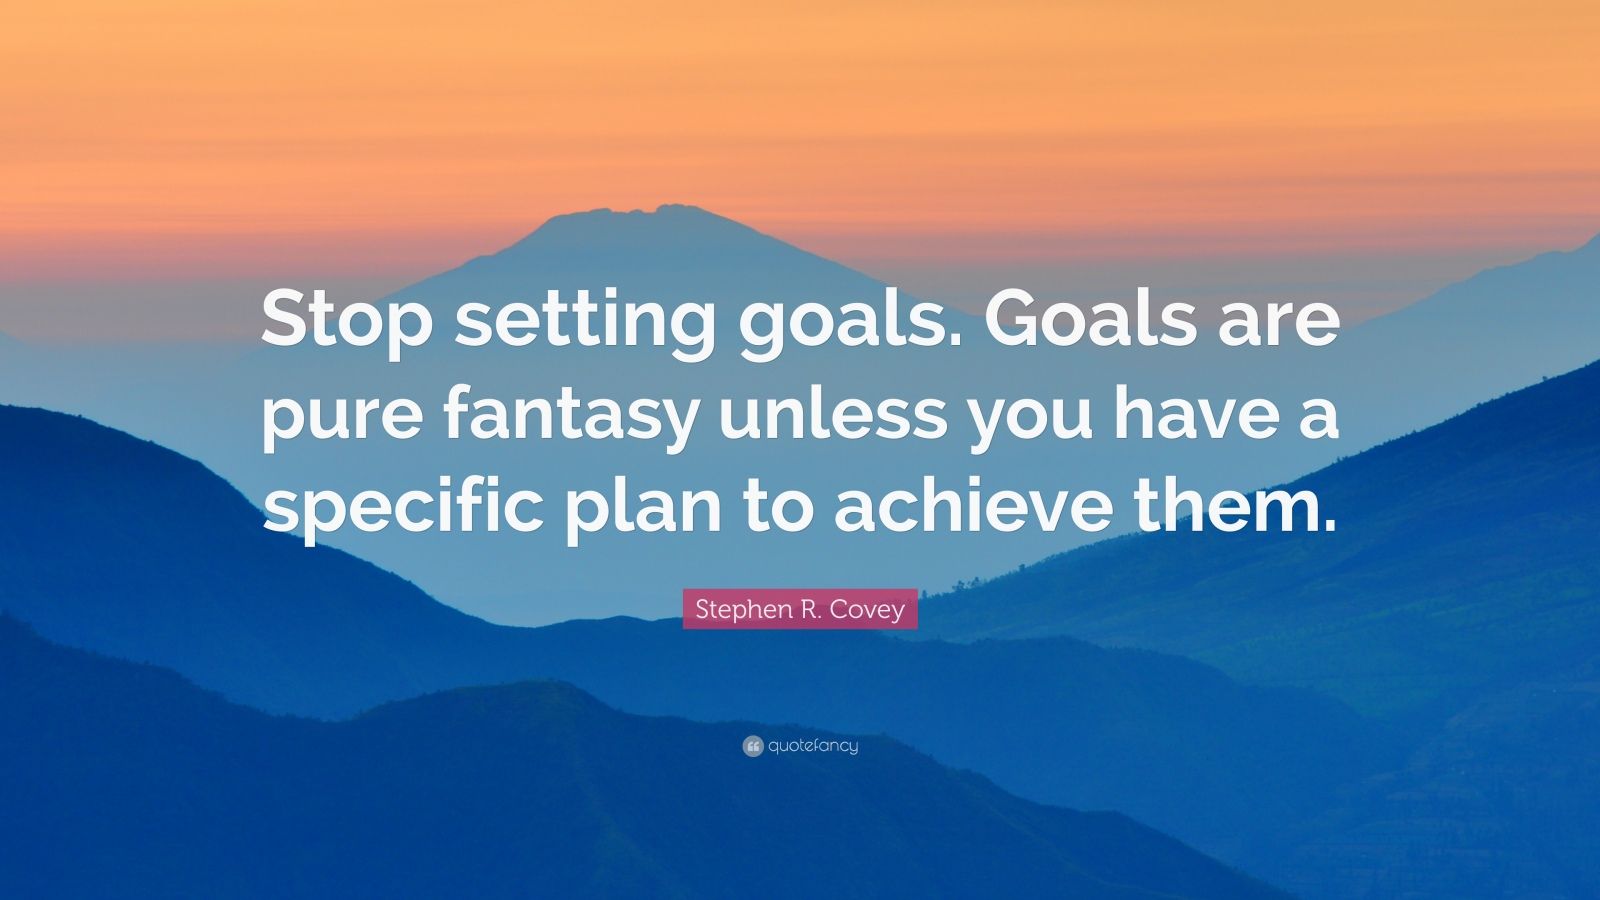 Stop setting goals. Goals are
pure fantasy unless you have a
specific plan to achieve them.
Stephen R. Covey
quotefancy